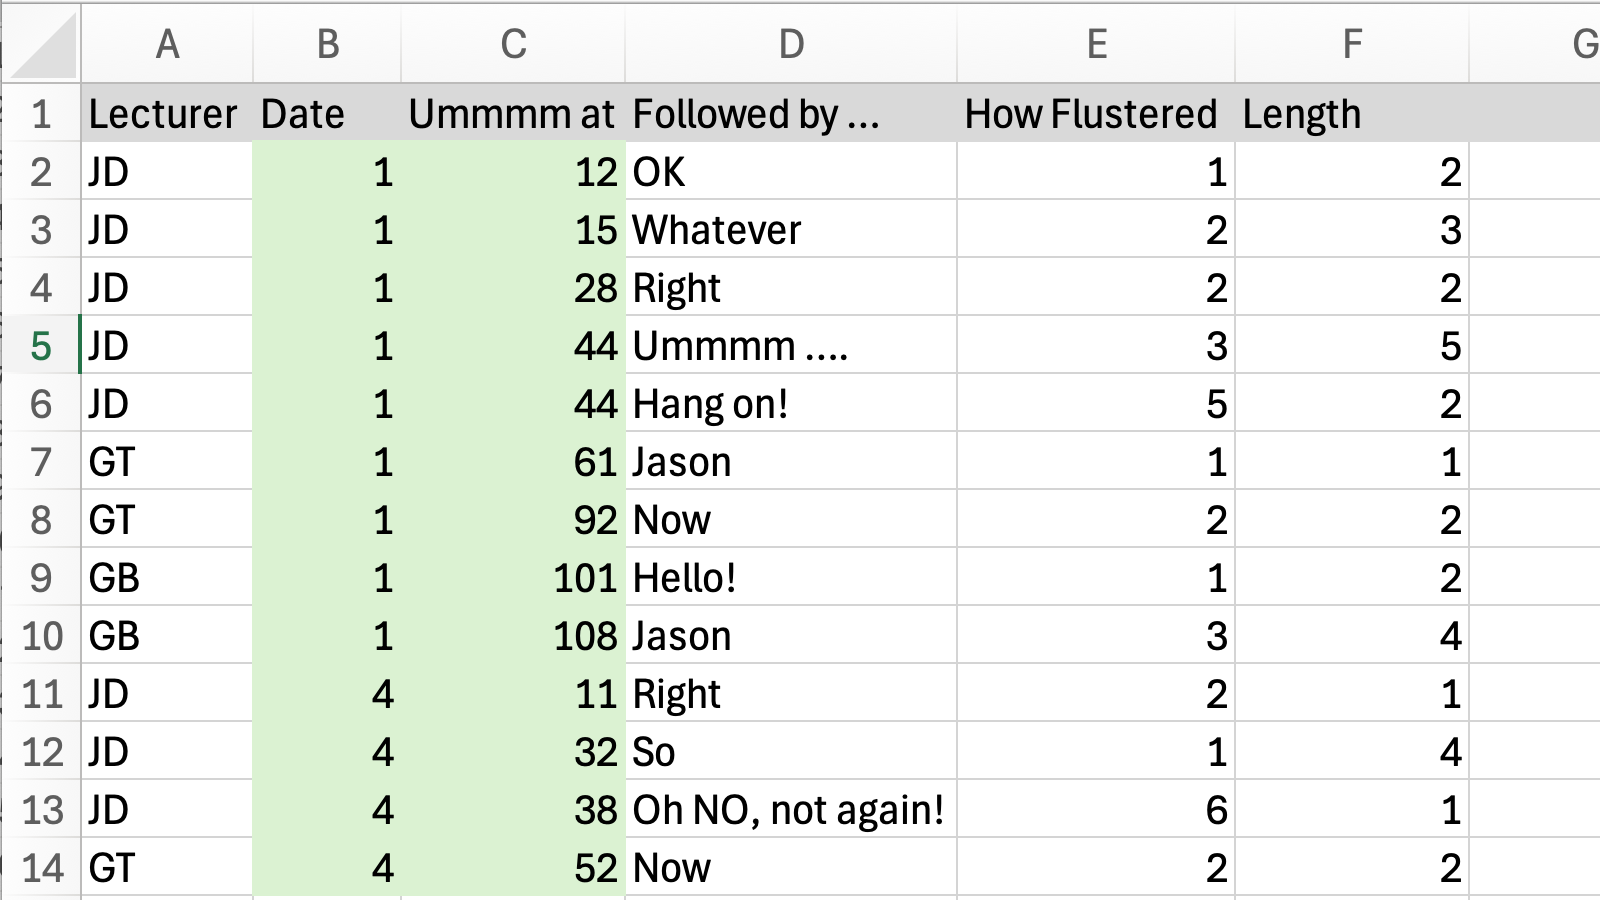 A B C D E F G
1 Lecturer Date Ummmm at Followed by ... How Flustered Length
2 JD 1 12 OK 1 2
3 JD 1 15 Whatever 2 3
4 JD 1 28 Right 2 2
5 JD 1 44 Ummmm .... 3 5
6 JD 1 44 Hang on! 5 2
7 GT 1 61 Jason 1 1
8 GT 1 92 Now 2 2
9 GB 1 101 Hello! 1 2
10 GB 1 108 Jason 3 4
11 JD 4 11 Right 2 1
12 JD 4 32 So 1 4
13 JD 4 38 Oh NO, not again! 6 1
14 GT 4 52 Now 2 2